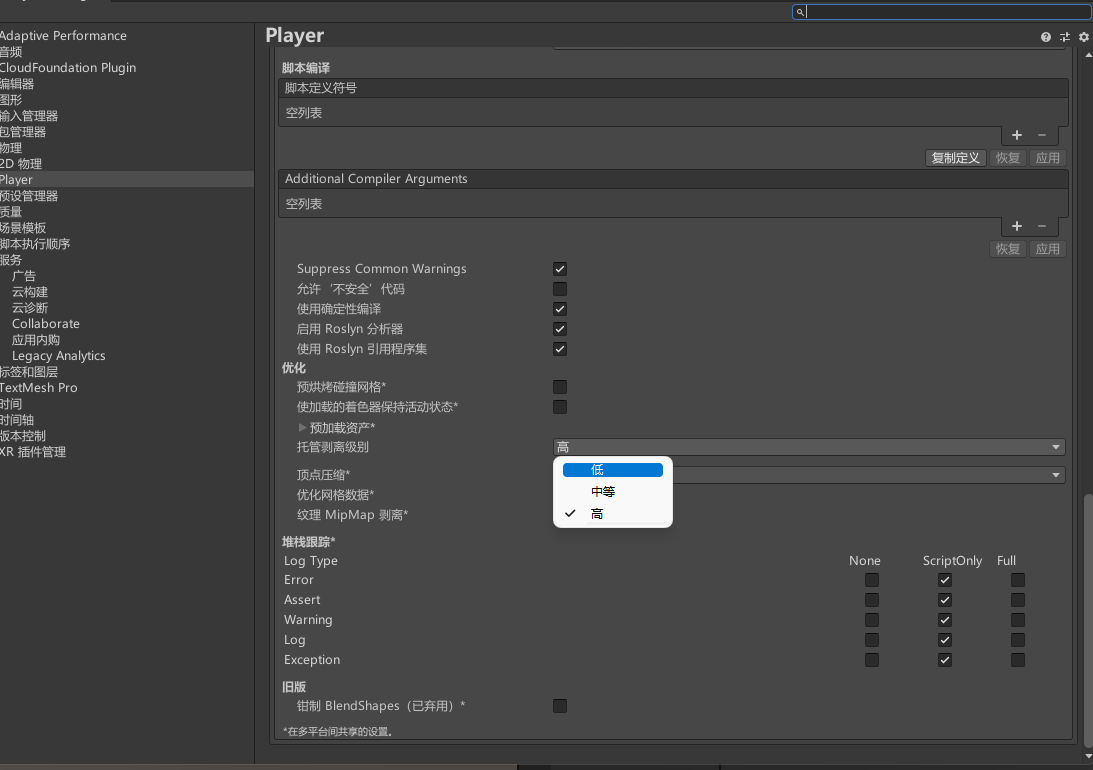 Player
Adaptive Performance
音频
CloudFoundation Plugin
编辑器
图形
输入管理器
包管理器
物理
2D 物理
Player
预设管理器
质量
场景模板
脚本执行顺序
服务
广告
云构建
云诊断
Collaborate
应用内购
Legacy Analytics
标签和图层
TextMesh Pro
时间
时间轴
版本控制
XR 插件管理
脚本编译
脚本定义符号
空列表
复制定义 恢复 应用
Additional Compiler Arguments
空列表
恢复 应用
Suppress Common Warnings
允许‘不安全’代码
使用确定性编译
启用 Roslyn 分析器
使用 Roslyn 引用程序集
优化
预烘烤碰撞网格*
使加载的着色器保持活动状态*
预加载资产*
托管剥离级别 高
低
中等
高
顶点压缩*
优化网格数据*
纹理 MipMap 剥离*
堆栈跟踪*
Log Type None ScriptOnly Full
Error
Assert
Warning
Log
Exception
旧版
钳制 BlendShapes（已弃用）*
*在多平台间共享的设置。